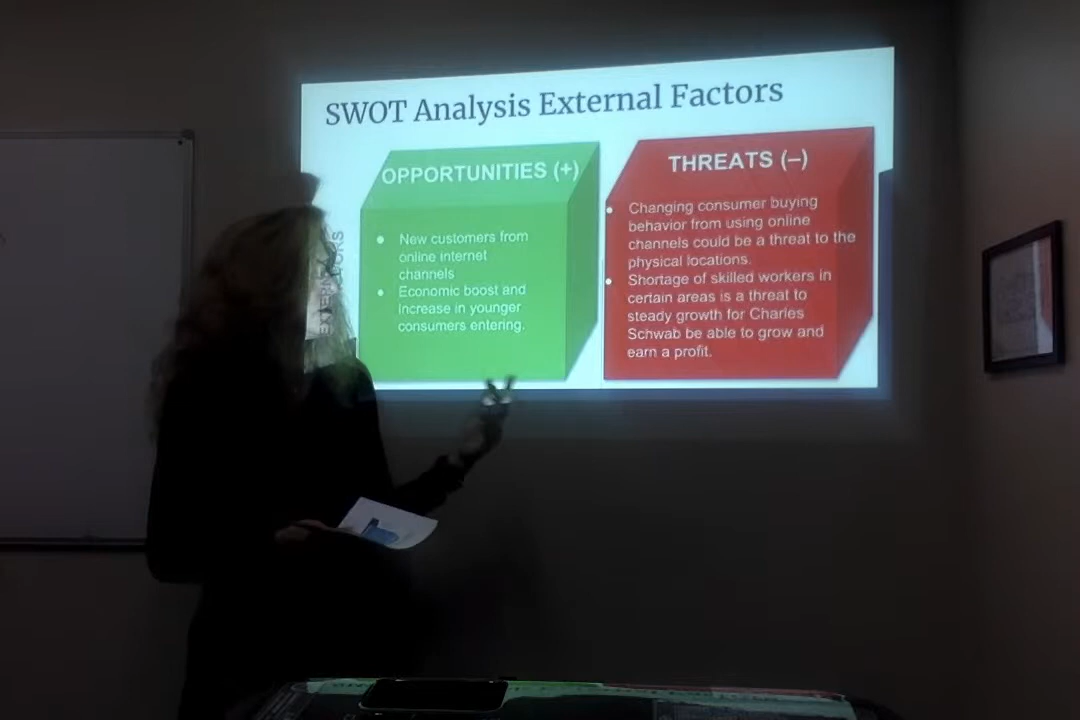 SWOT Analysis External Factors
OPPORTUNITIES (+)
● New customers from
online internet
channels
● Economic boost and
increase in younger
consumers entering.
THREATS (–)
● Changing consumer buying
behavior from using online
channels could be a threat to the
physical locations.
● Shortage of skilled workers in
certain areas is a threat to
steady growth for Charles
Schwab be able to grow and
earn a profit.